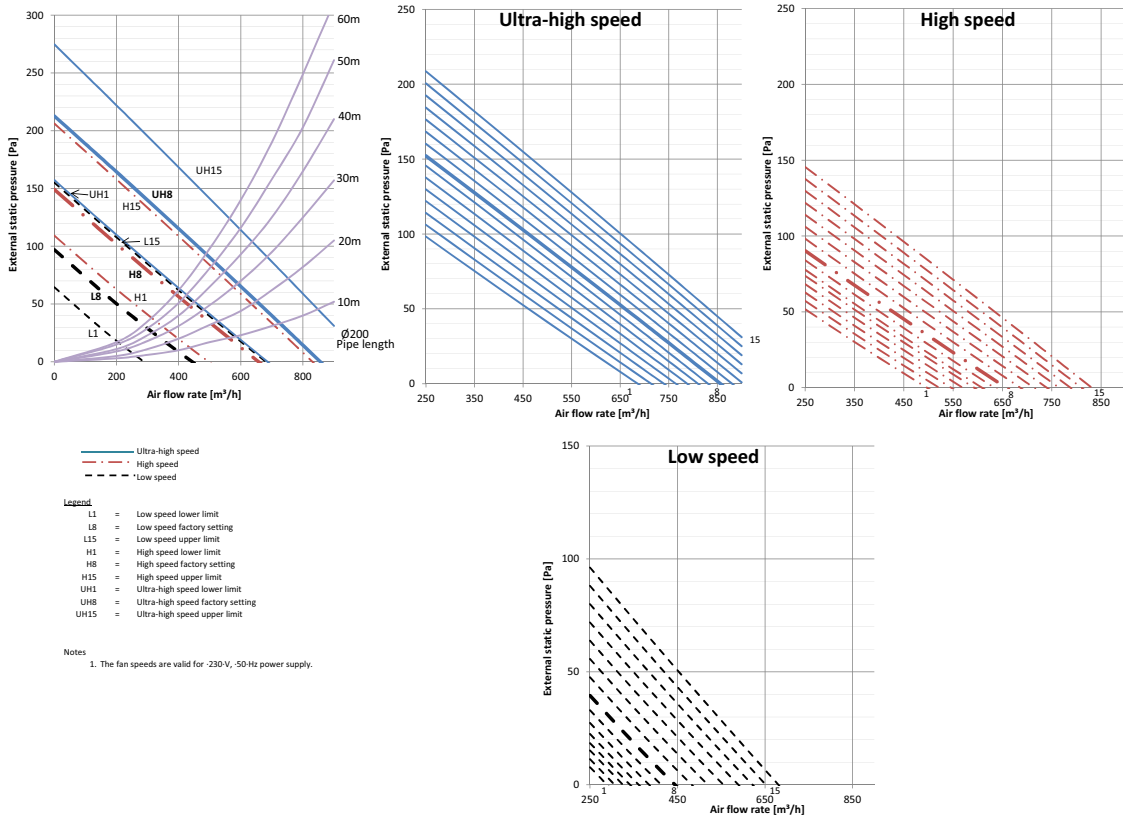 External static pressure [Pa]
300
250
200
150
100
50
0
0
200
400
600
800
Air flow rate [m³/h]
60m
50m
40m
30m
20m
10m
Ø200
Pipe length
UH15
UH1
UH8
H15
L15
H8
L8
H1
L1
Ultra-high speed
External static pressure [Pa]
250
200
150
100
50
0
250
350
450
550
650
750
850
1
8
15
Air flow rate [m³/h]
High speed
External static pressure [Pa]
250
200
150
100
50
0
250
350
450
550
650
750
850
1
8
15
Air flow rate [m³/h]
Ultra-high speed
High speed
Low speed
Legend
L1 = Low speed lower limit
L8 = Low speed factory setting
L15 = Low speed upper limit
H1 = High speed lower limit
H8 = High speed factory setting
H15 = High speed upper limit
UH1 = Ultra-high speed lower limit
UH8 = Ultra-high speed factory setting
UH15 = Ultra-high speed upper limit
Notes
1. The fan speeds are valid for ·230·V, ·50·Hz power supply.
Low speed
External static pressure [Pa]
150
100
50
0
250
450
650
850
1
8
15
Air flow rate [m³/h]